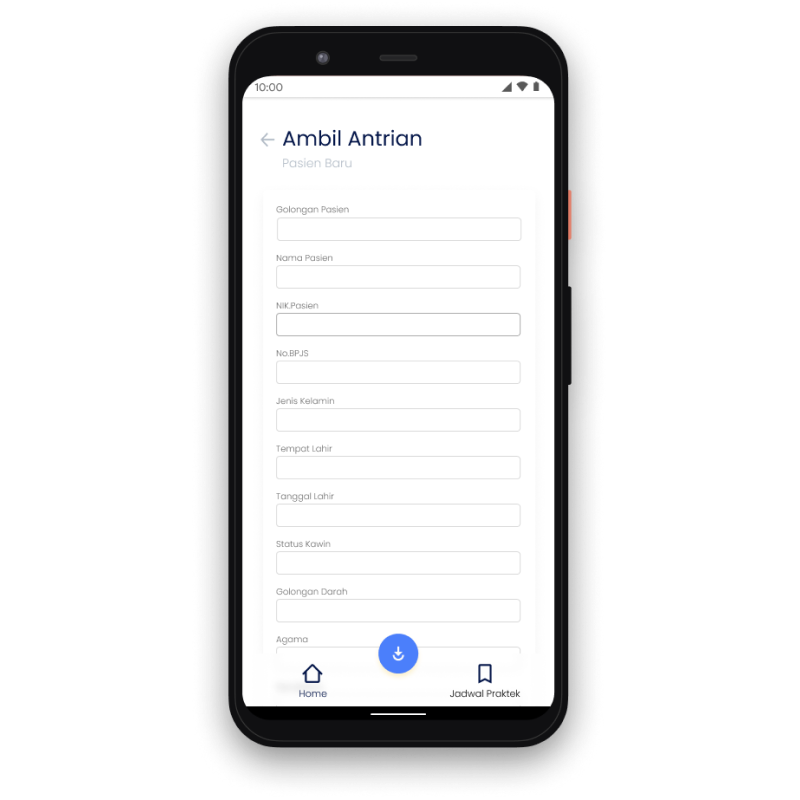 10:00
Ambil Antrian
Pasien Baru
Golongan Pasien
Nama Pasien
NIK.Pasien
No.BPJS
Jenis Kelamin
Tempat Lahir
Tanggal Lahir
Status Kawin
Golongan Darah
Agama
Home
Jadwal Praktek